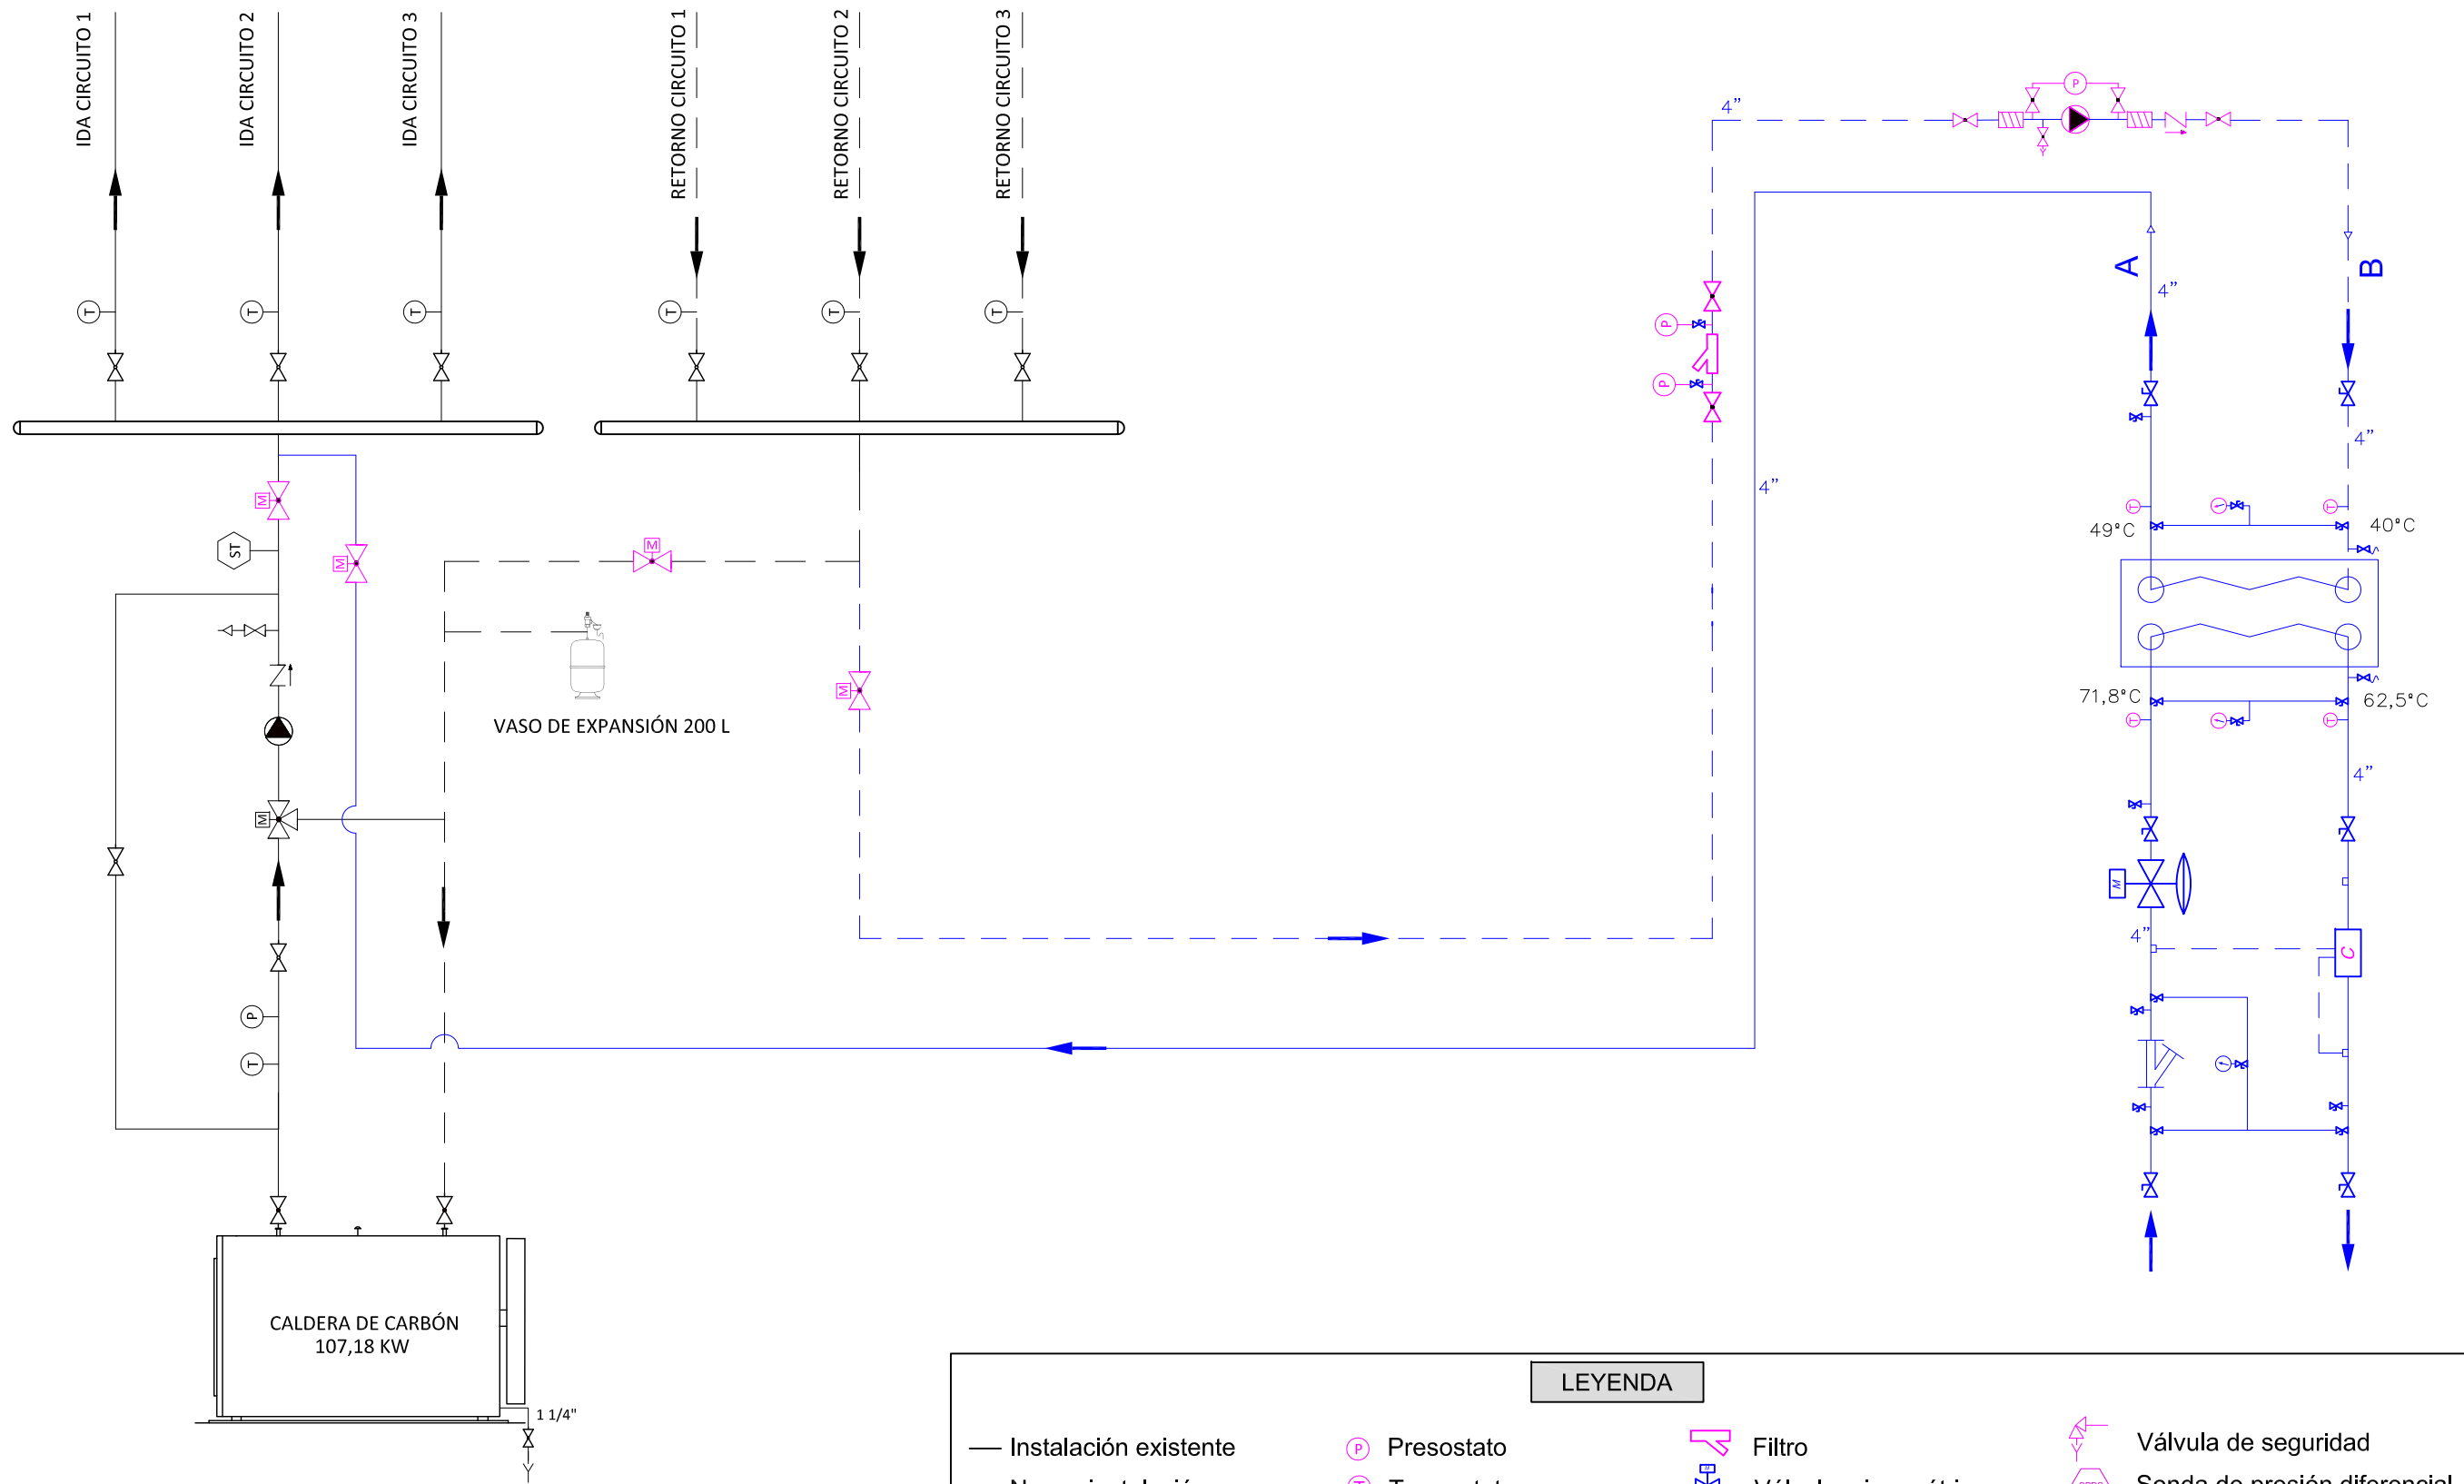 IDA CIRCUITO 1
IDA CIRCUITO 2
IDA CIRCUITO 3
RETORNO CIRCUITO 1
RETORNO CIRCUITO 2
RETORNO CIRCUITO 3
P
4”
A
B
4”
T
T
T
T
T
T
P
P
4”
4”
M
T
T
49°C
40°C
ST
M
M
VASO DE EXPANSIÓN 200 L
M
71,8°C
62,5°C
T
T
4”
M
M
4”
C
P
T
CALDERA DE CARBÓN
107,18 KW
1 1/4"
LEYENDA
Instalación existente
P Presostato
Filtro
Válvula de seguridad